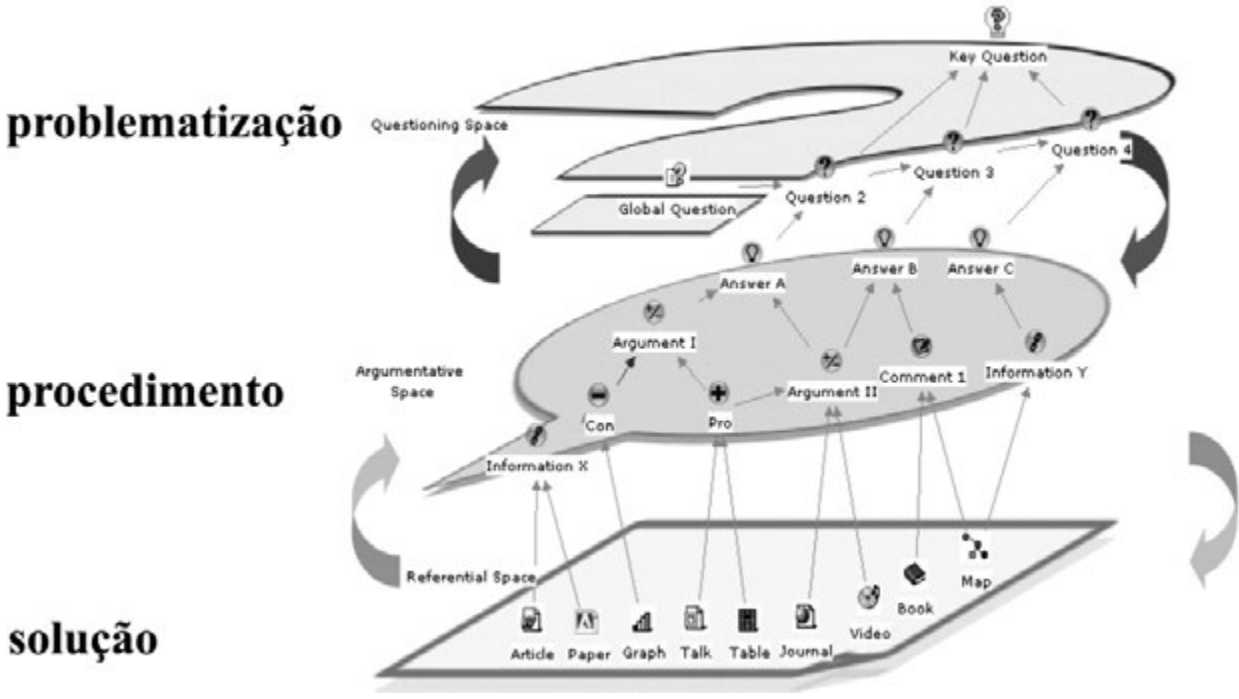 Key Question
problematização
Questioning Space
Question 4
Question 3
Question 2
Global Question
Answer A
Answer B
Answer C
Argument I
procedimento
Argumentative
Space
Argument II
Comment 1
Information Y
Con
Pro
Information X
Referential Space
solução
Article
Paper
Graph
Talk
Table
Journal
Video
Book
Map